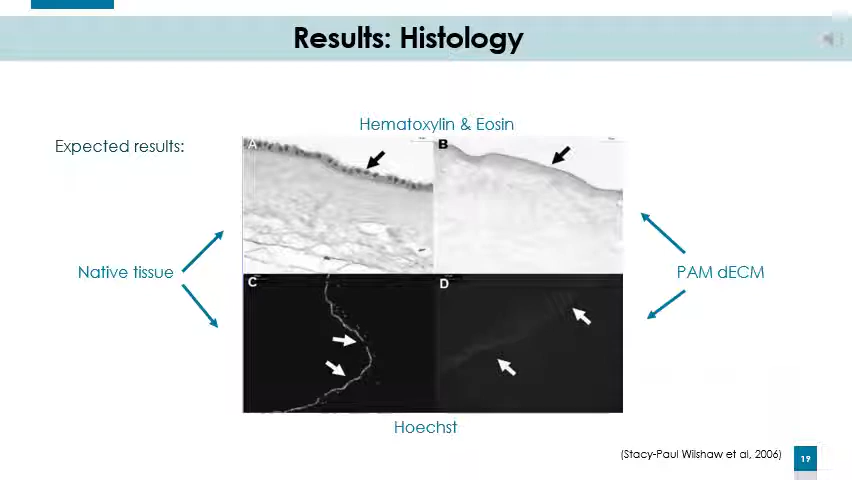 Results: Histology
Hematoxylin & Eosin
Expected results:
A
B
Native tissue
PAM dECM
C
D
Hoechst
(Stacy-Paul Wilshaw et al, 2006)
19